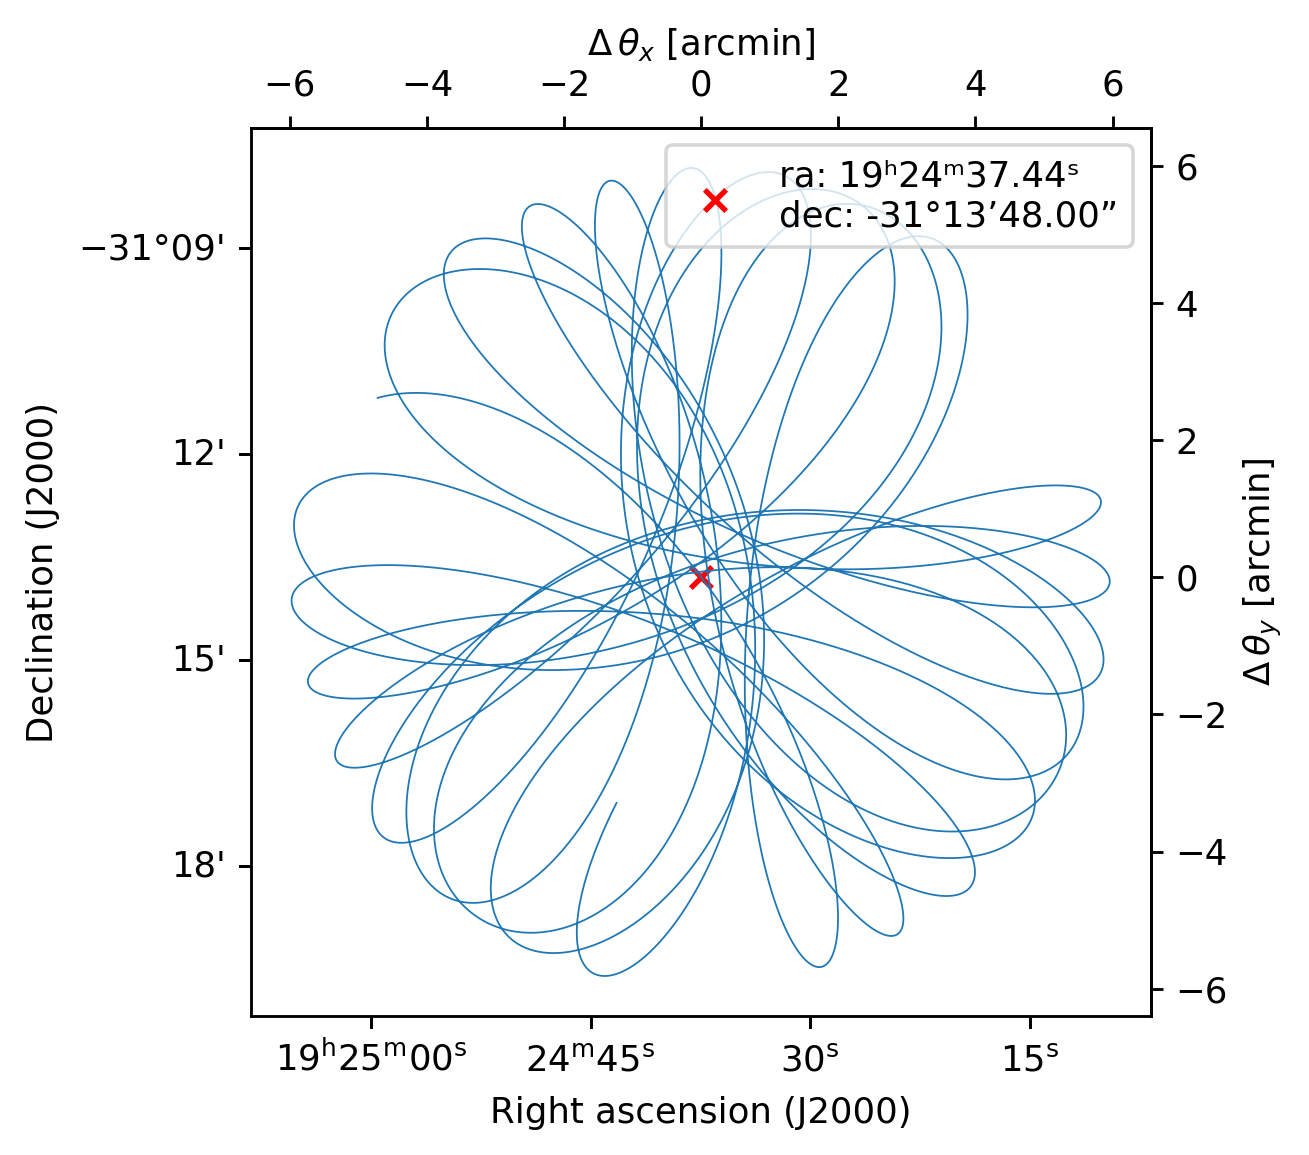 Δ θx [arcmin]
−6 −4 −2 0 2 4 6
ra: 19ʰ24ᵐ37.44ˢ
dec: -31°13’48.00”
−31°09'
12'
15'
18'
Declination (J2000)
6
4
2
0
−2
−4
−6
Δ θy [arcmin]
19ʰ25ᵐ00ˢ 24ᵐ45ˢ 30ˢ 15ˢ
Right ascension (J2000)